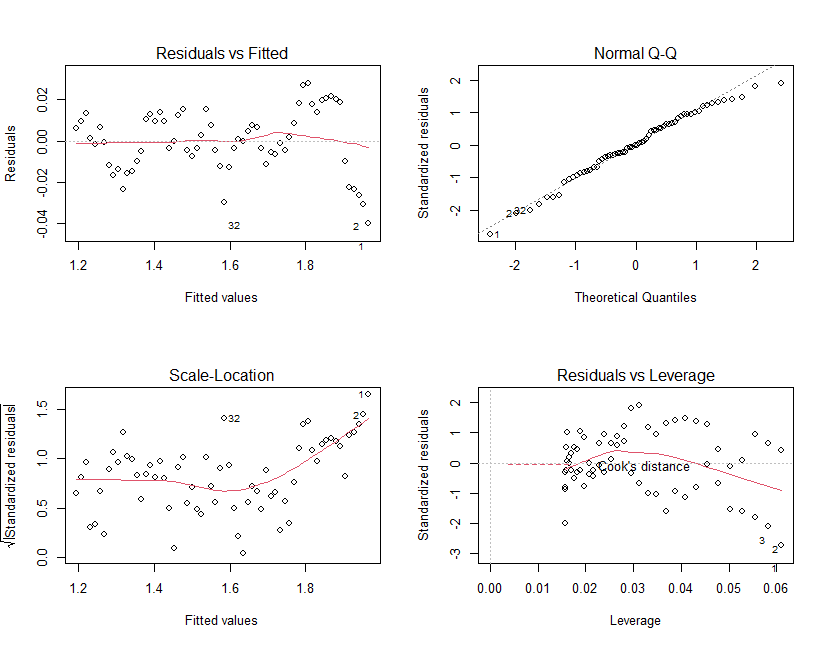 Residuals vs Fitted
Residuals
0.02
0.00
-0.02
-0.04
32
2
1
1.2 1.4 1.6 1.8
Fitted values
Normal Q-Q
Standardized residuals
2
1
0
-1
-2
2 32
1
-2 -1 0 1 2
Theoretical Quantiles
Scale-Location
√|Standardized residuals|
1.5
1.0
0.5
0.0
1
2
32
1.2 1.4 1.6 1.8
Fitted values
Residuals vs Leverage
Standardized residuals
2
1
0
-1
-2
-3
Cook's distance
3
2
1
0.00 0.01 0.02 0.03 0.04 0.05 0.06
Leverage